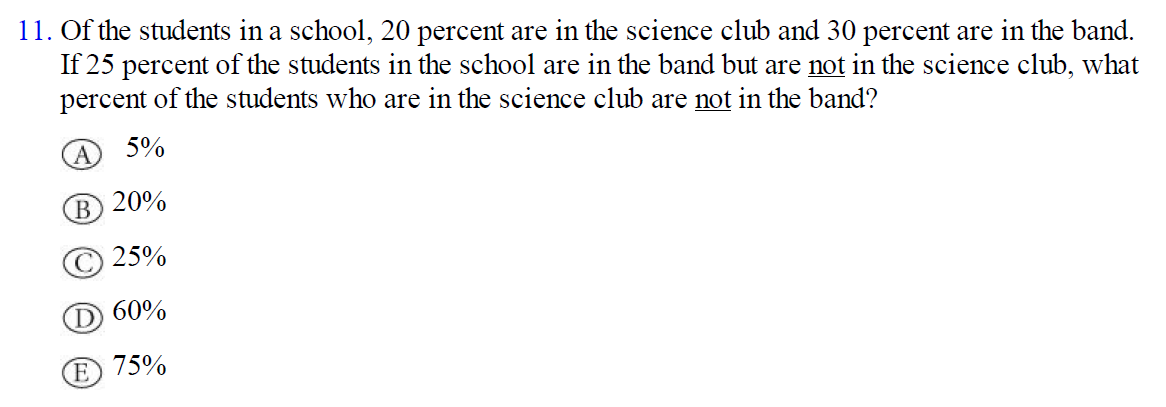 11. Of the students in a school, 20 percent are in the science club and 30 percent are in the band.
If 25 percent of the students in the school are in the band but are not in the science club, what
percent of the students who are in the science club are not in the band?
A 5%
B 20%
C 25%
D 60%
E 75%